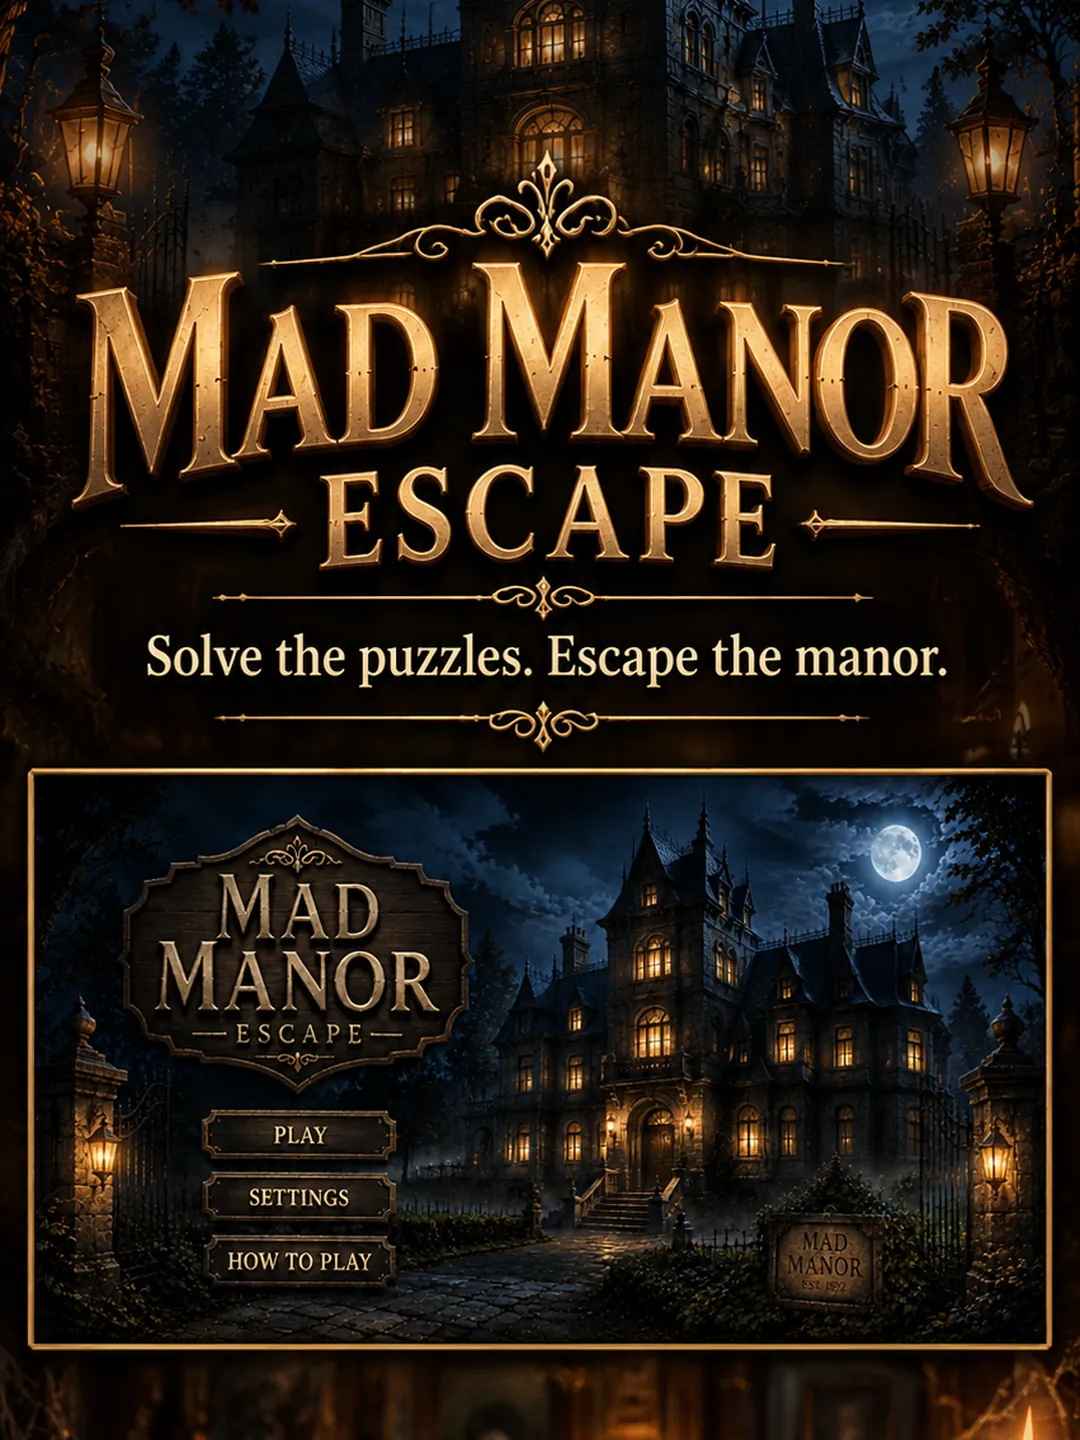 MAD MANOR
ESCAPE
Solve the puzzles. Escape the manor.
MAD
MANOR
ESCAPE
PLAY
SETTINGS
HOW TO PLAY
MAD
MANOR
EST